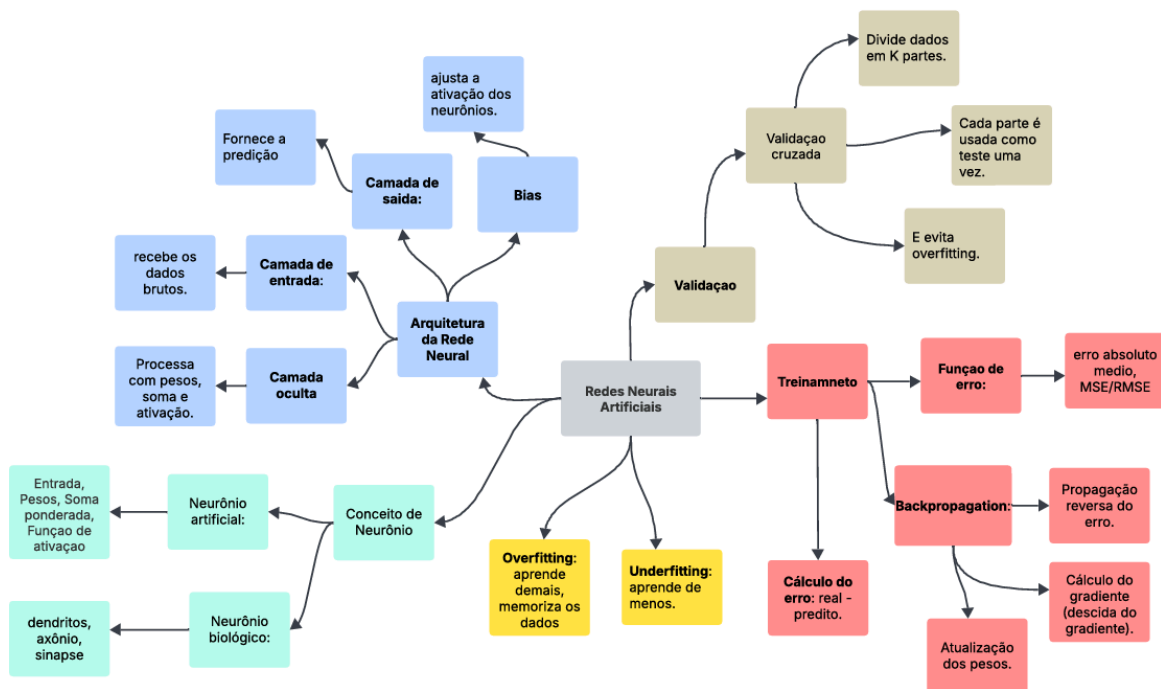 Divide dados
em K partes.
ajusta a
ativação dos
neurônios.
Fornece a
predição
Camada de
saida:
Bias
Validaçao
cruzada
Cada parte é
usada como
teste uma
vez.
E evita
overfitting.
recebe os
dados
brutos.
Camada de
entrada:
Validaçao
Arquitetura
da Rede
Neural
Processa
com pesos,
soma e
ativação.
Camada
oculta
Redes Neurais
Artificiais
Treinamneto
Funçao de
erro:
erro absoluto
medio,
MSE/RMSE
Entrada,
Pesos, Soma
ponderada,
Funçao de
ativaçao
Neurônio
artificial:
Conceito de
Neurônio
Overfitting:
aprende
demais,
memoriza os
dados
Underfitting:
aprende de
menos.
Backpropagation:
Propagação
reversa do
erro.
Cálculo do
erro: real -
predito.
Cálculo do
gradiente
(descida do
gradiente).
dendritos,
axônio,
sinapse
Neurônio
biológico:
Atualização
dos pesos.